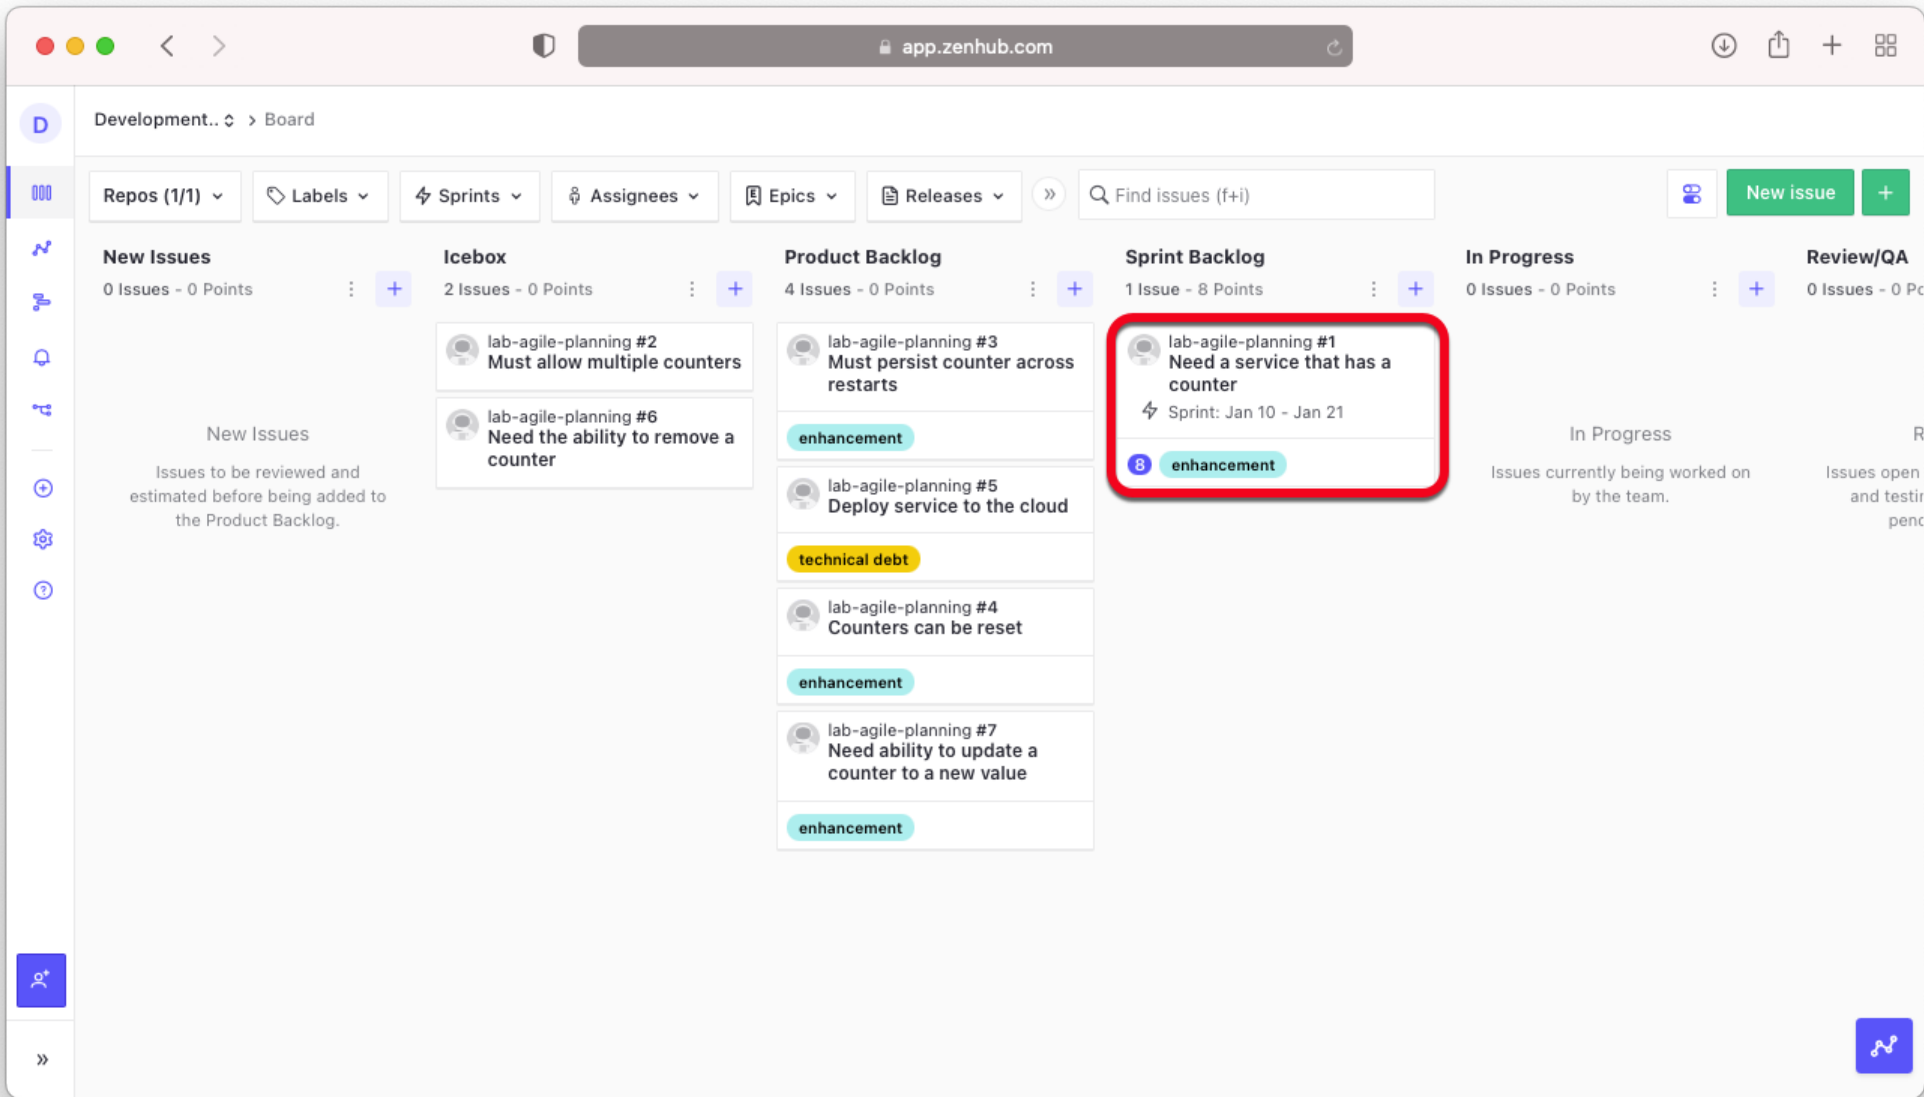 app.zenhub.com
D
Development.. > Board
Repos (1/1)
Labels
Sprints
Assignees
Epics
Releases
»
Find issues (f+i)
New issue
+
New Issues
0 Issues - 0 Points
New Issues
Issues to be reviewed and
estimated before being added to
the Product Backlog.
Icebox
2 Issues - 0 Points
lab-agile-planning #2
Must allow multiple counters
lab-agile-planning #6
Need the ability to remove a
counter
Product Backlog
4 Issues - 0 Points
lab-agile-planning #3
Must persist counter across
restarts
enhancement
lab-agile-planning #5
Deploy service to the cloud
technical debt
lab-agile-planning #4
Counters can be reset
enhancement
lab-agile-planning #7
Need ability to update a
counter to a new value
enhancement
Sprint Backlog
1 Issue - 8 Points
lab-agile-planning #1
Need a service that has a
counter
Sprint: Jan 10 - Jan 21
8 enhancement
In Progress
0 Issues - 0 Points
In Progress
Issues currently being worked on
by the team.
Review/QA
0 Issues - 0 Po
R
Issues open
and testin
pend
»